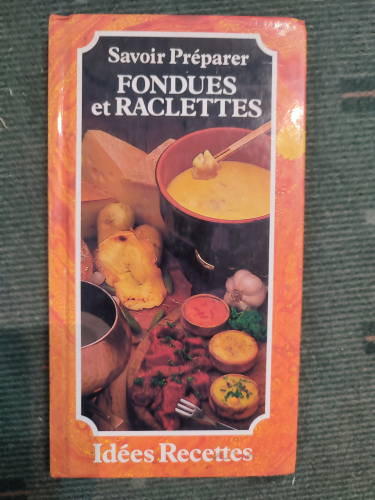 Savoir Préparer
FONDUES
et RACLETTES
Idées Recettes